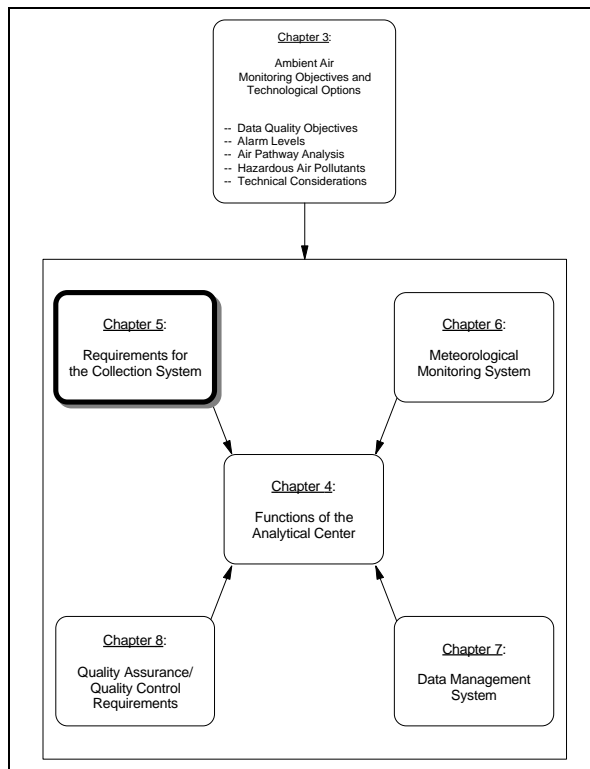 Chapter 3:
Ambient Air
Monitoring Objectives and
Technological Options
-- Data Quality Objectives
-- Alarm Levels
-- Air Pathway Analysis
-- Hazardous Air Pollutants
-- Technical Considerations
Chapter 5:
Requirements for
the Collection System
Chapter 6:
Meteorological
Monitoring System
Chapter 4:
Functions of the
Analytical Center
Chapter 8:
Quality Assurance/
Quality Control
Requirements
Chapter 7:
Data Management
System